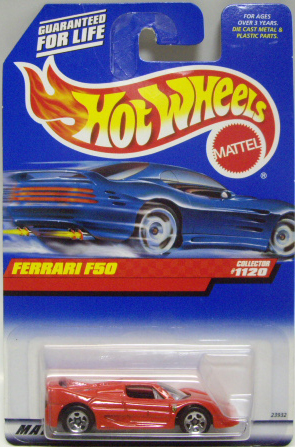 GUARANTEED
FOR LIFE
FOR AGES
OVER 3 YEARS.
DIE CAST METAL &
PLASTIC PARTS.
HOT WHEELS
MATTEL
®
FERRARI F50
COLLECTOR
#1120
23932